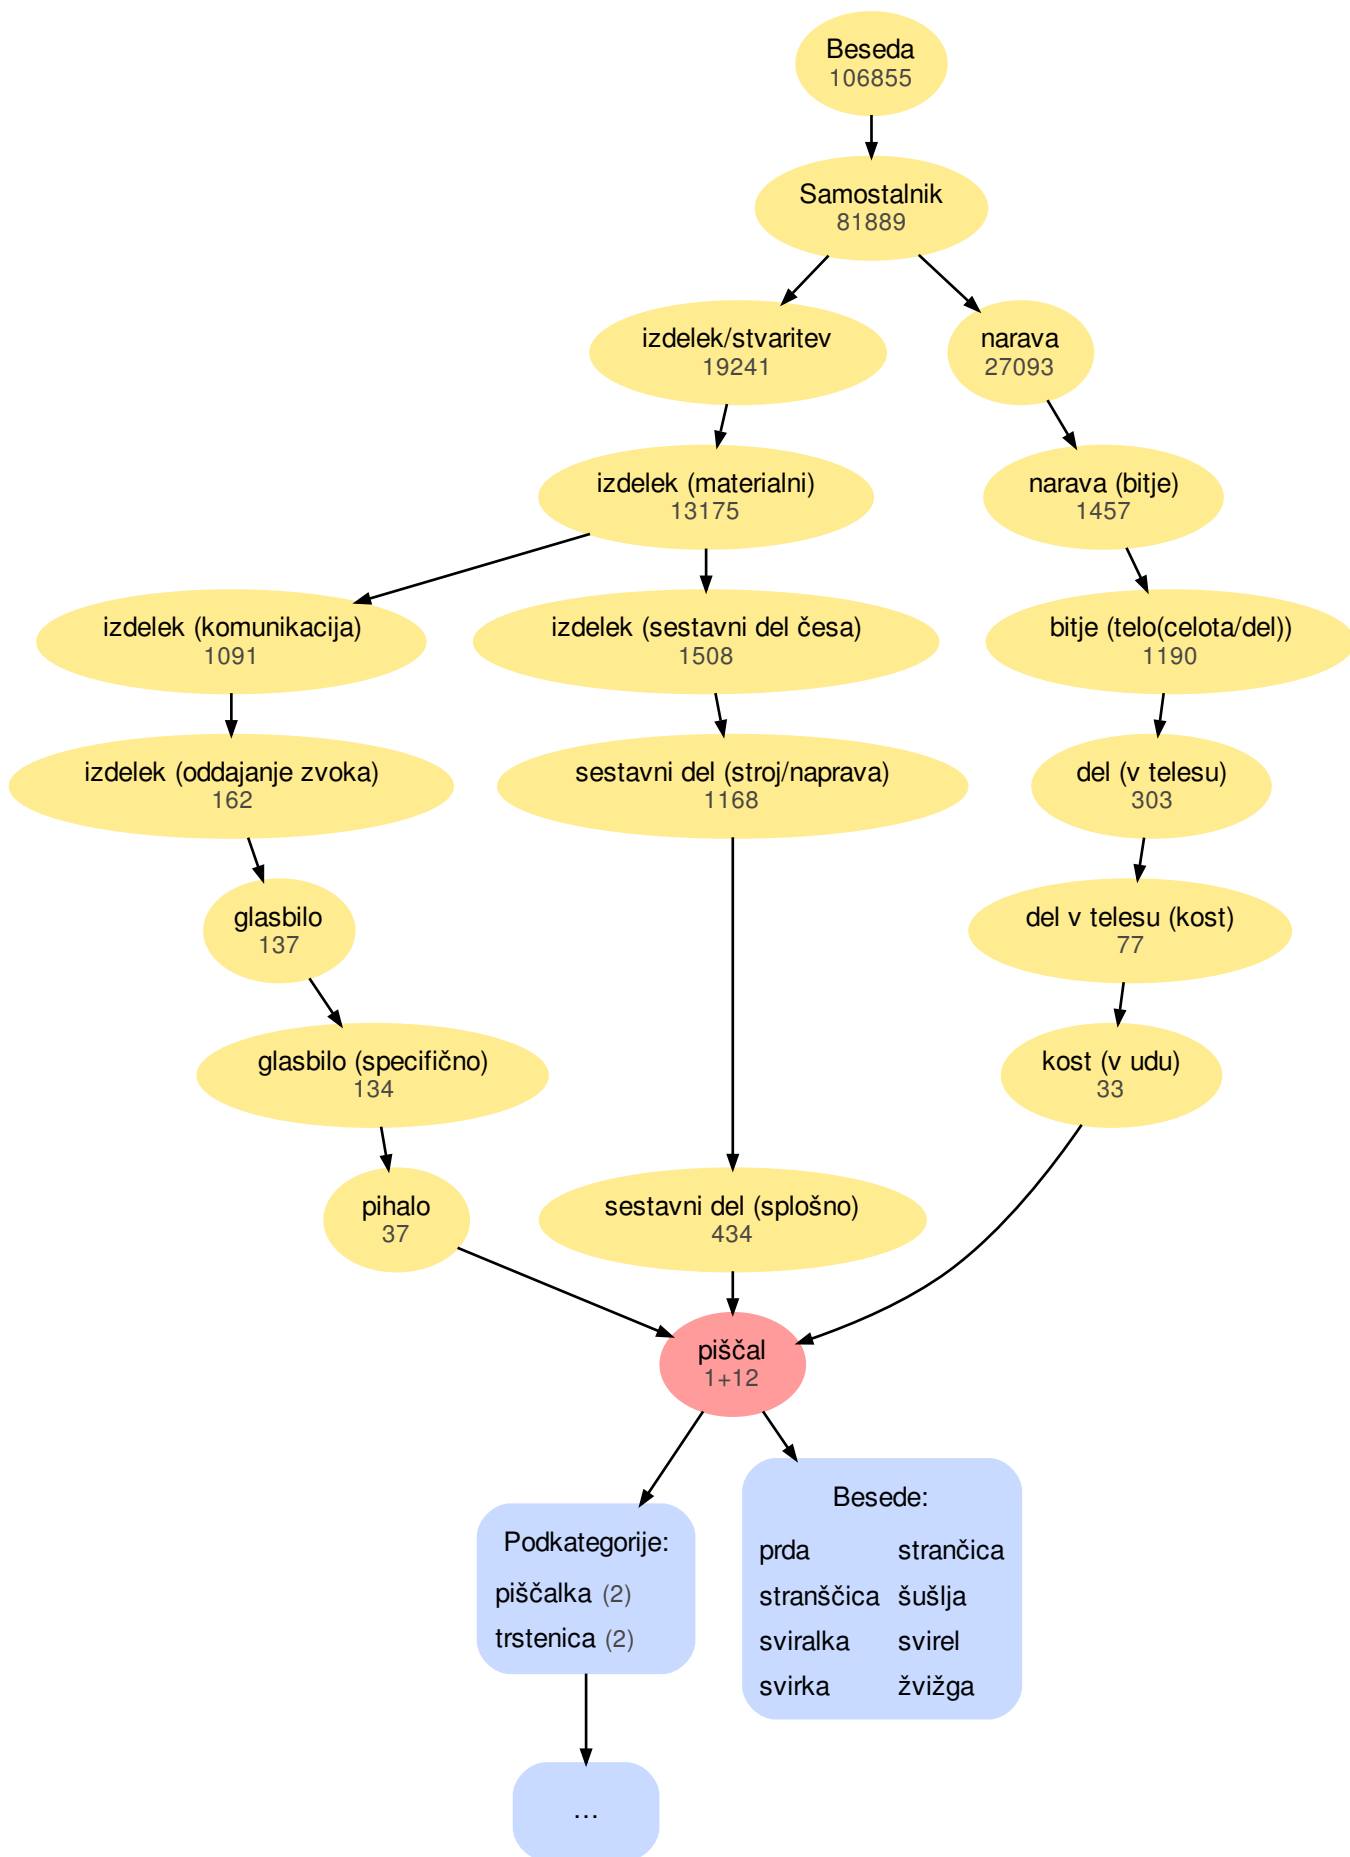 Beseda
106855
Samostalnik
81889
izdelek/stvaritev
19241
narava
27093
izdelek (materialni)
13175
narava (bitje)
1457
izdelek (komunikacija)
1091
izdelek (sestavni del česa)
1508
bitje (telo(celota/del))
1190
izdelek (oddajanje zvoka)
162
sestavni del (stroj/naprava)
1168
del (v telesu)
303
glasbilo
137
del v telesu (kost)
77
glasbilo (specifično)
134
kost (v udu)
33
pihalo
37
sestavni del (splošno)
434
piščal
1+12
Podkategorije:
piščalka (2)
trstenica (2)
Besede:
prda strančica
stranščica šušlja
sviralka svirel
svirka žvižga
...